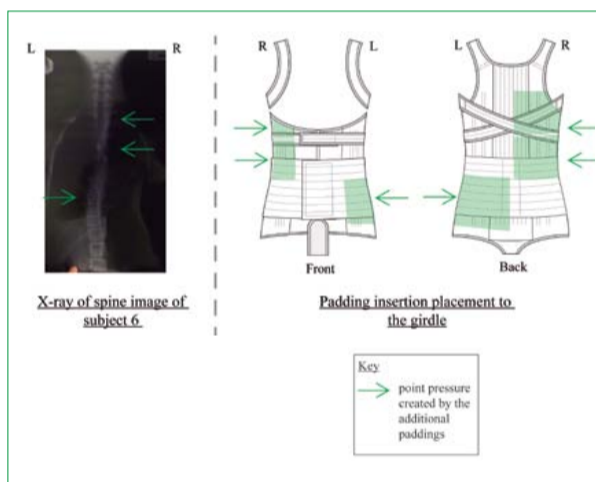 L
R
R
L
L
R
Front
Back
X-ray of spine image of
subject 6
Padding insertion placement to
the girdle
Key
point pressure
created by the
additional
paddings